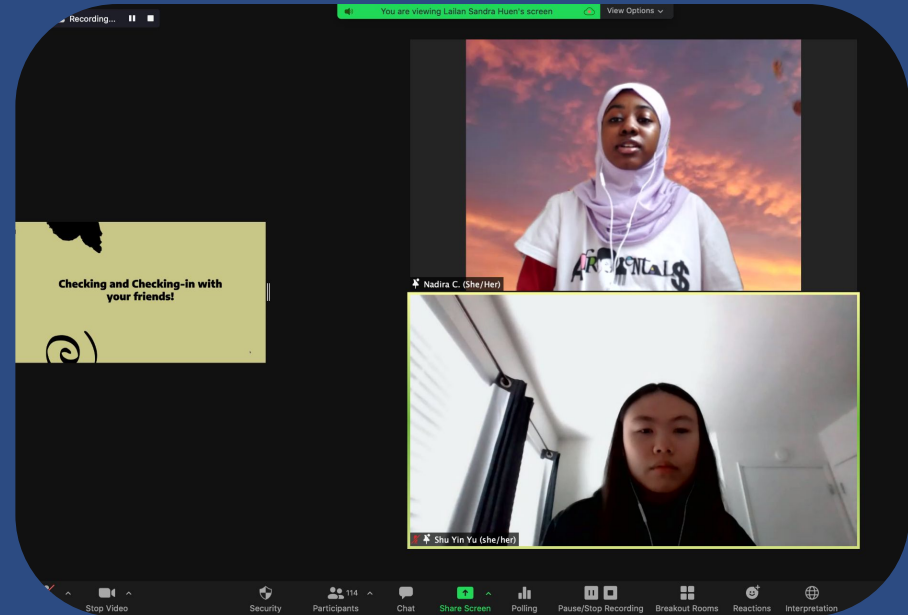 Recording...
You are viewing Lailan Sandra Huen's screen
View Options
Checking and Checking-in with
your friends!
Nadira C. (She/Her)
Shu Yin Yu (she/her)
114
Stop Video
Security
Participants
Chat
Share Screen
Polling
Pause/Stop Recording
Breakout Rooms
Reactions
Interpretation